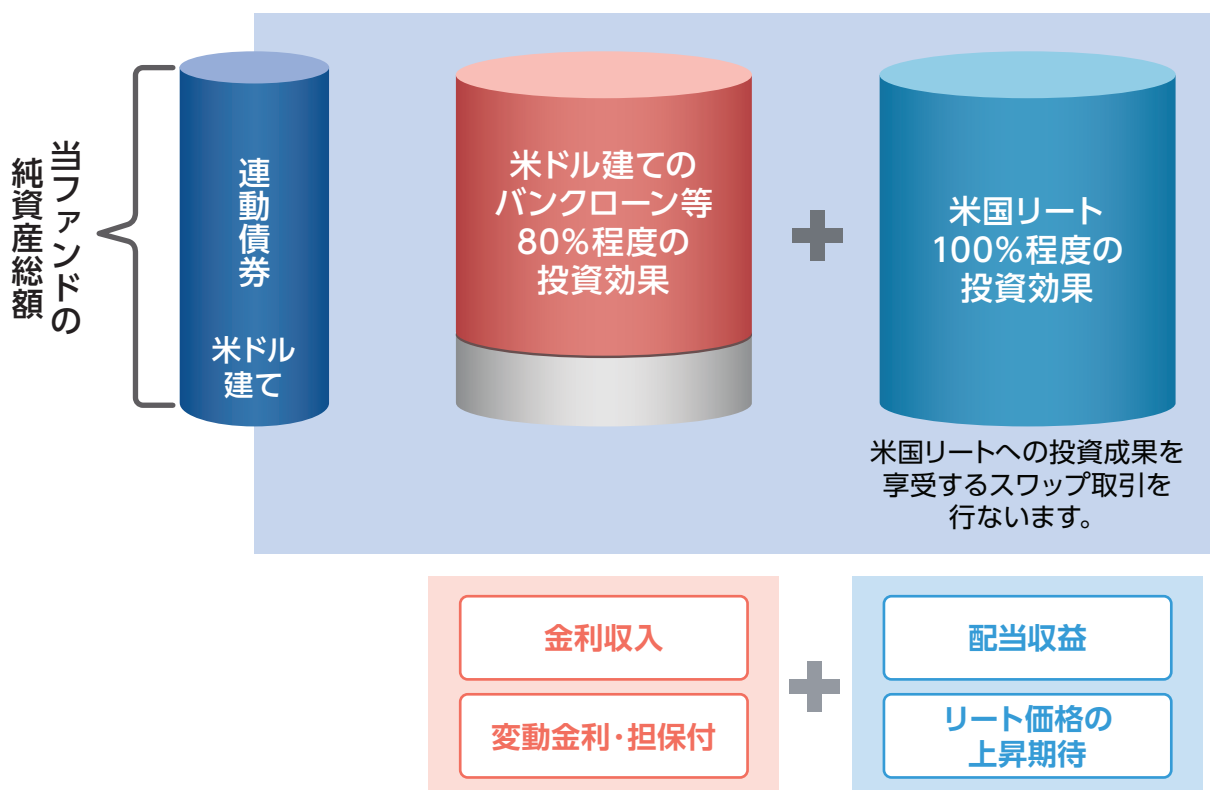 当ファンドの
純資産総額
連動債券
米ドル
建て
米ドル建ての
バンクローン等
80%程度の
投資効果
米国リート
100%程度の
投資効果
米国リートへの投資成果を
享受するスワップ取引を
行ないます。
金利収入
変動金利・担保付
配当収益
リート価格の
上昇期待